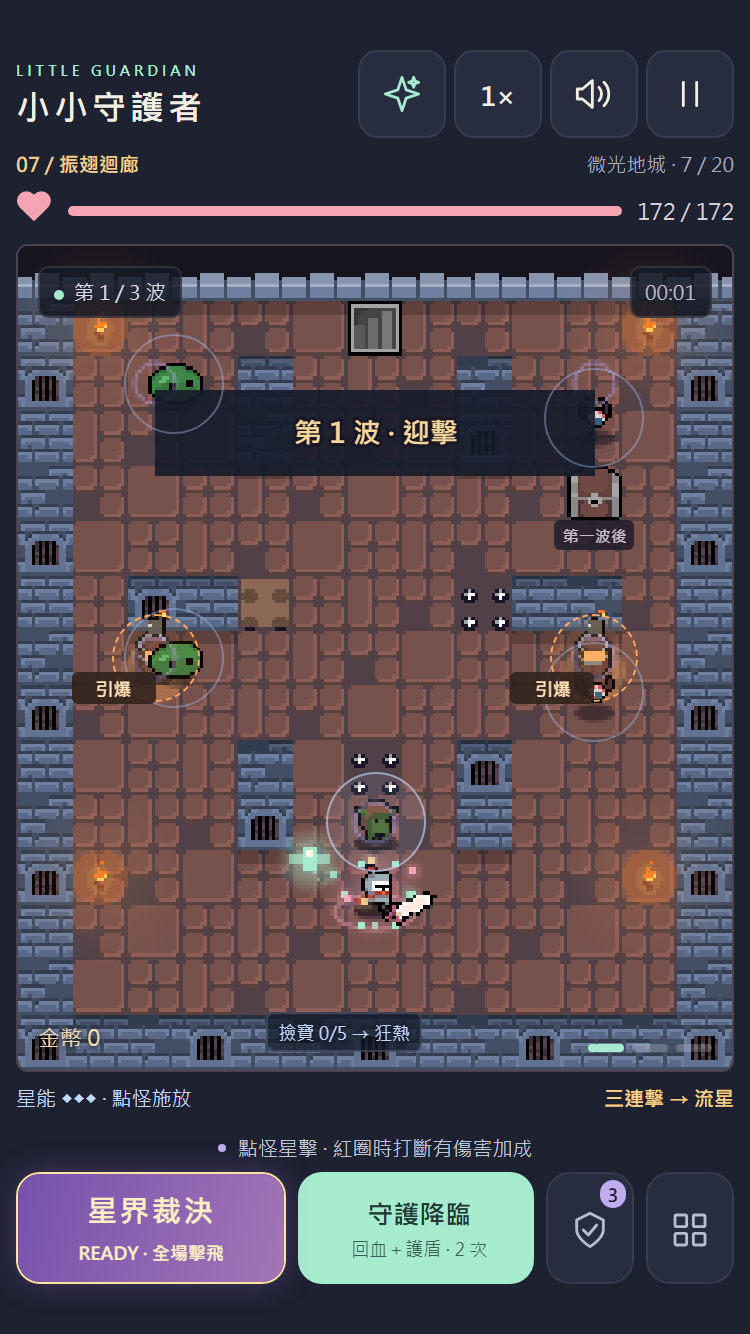 LITTLE GUARDIAN
小小守護者
1×
07 / 振翅迴廊
微光地城 · 7 / 20
172 / 172
第 1 / 3 波
00:01
第 1 波 · 迎擊
第一波後
引爆
引爆
金幣 0
撿寶 0/5 → 狂熱
星能 ◆◆◆ · 點怪施放
三連擊 → 流星
點怪星擊 · 紅圈時打斷有傷害加成
星界裁決
READY · 全場擊飛
守護降臨
回血 + 護盾 · 2 次
3